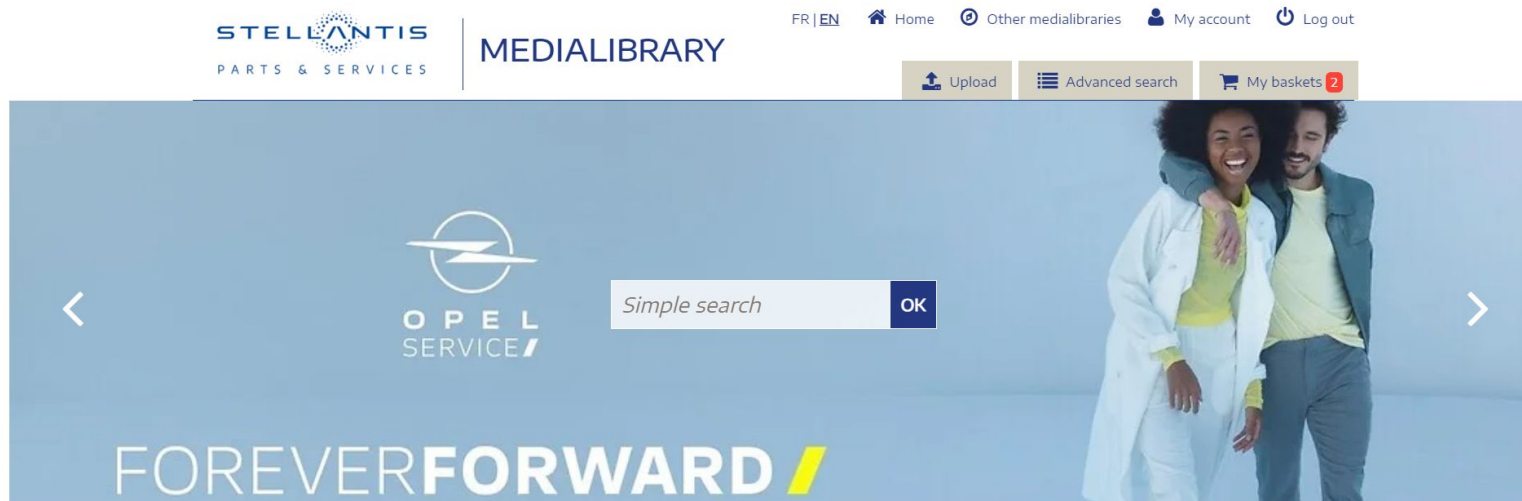 STELLANTIS
PARTS & SERVICES
MEDIALIBRARY
FR | EN Home Other medialibraries My account Log out
Upload Advanced search My baskets 2
Simple search OK
OPEL
SERVICE
FOREVERFORWARD